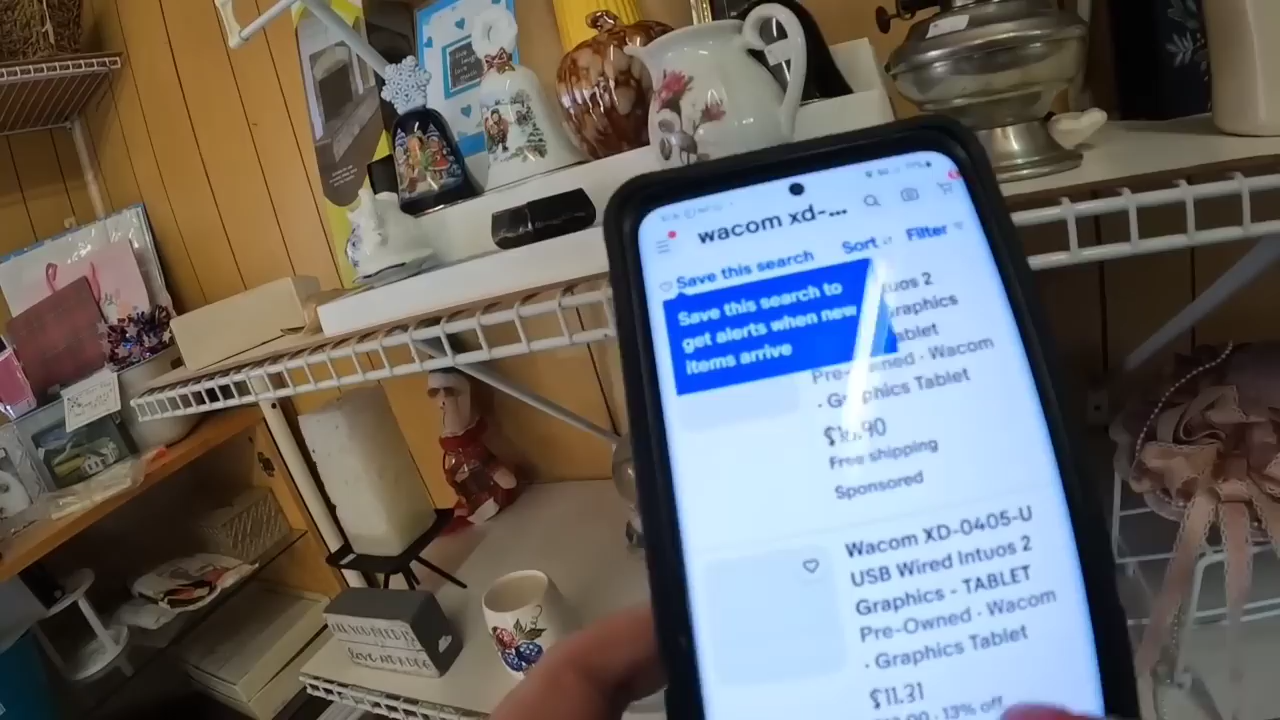 wacom xd-...
Save this search
Sort
Filter
Save this search to
get alerts when new
items arrive
Graphics
Tablet
Pre-Owned · Wacom
· Graphics Tablet
Free shipping
Sponsored
Wacom XD-0405-U
USB Wired Intuos 2
Graphics - TABLET
Pre-Owned · Wacom
· Graphics Tablet
$11.31
13% off